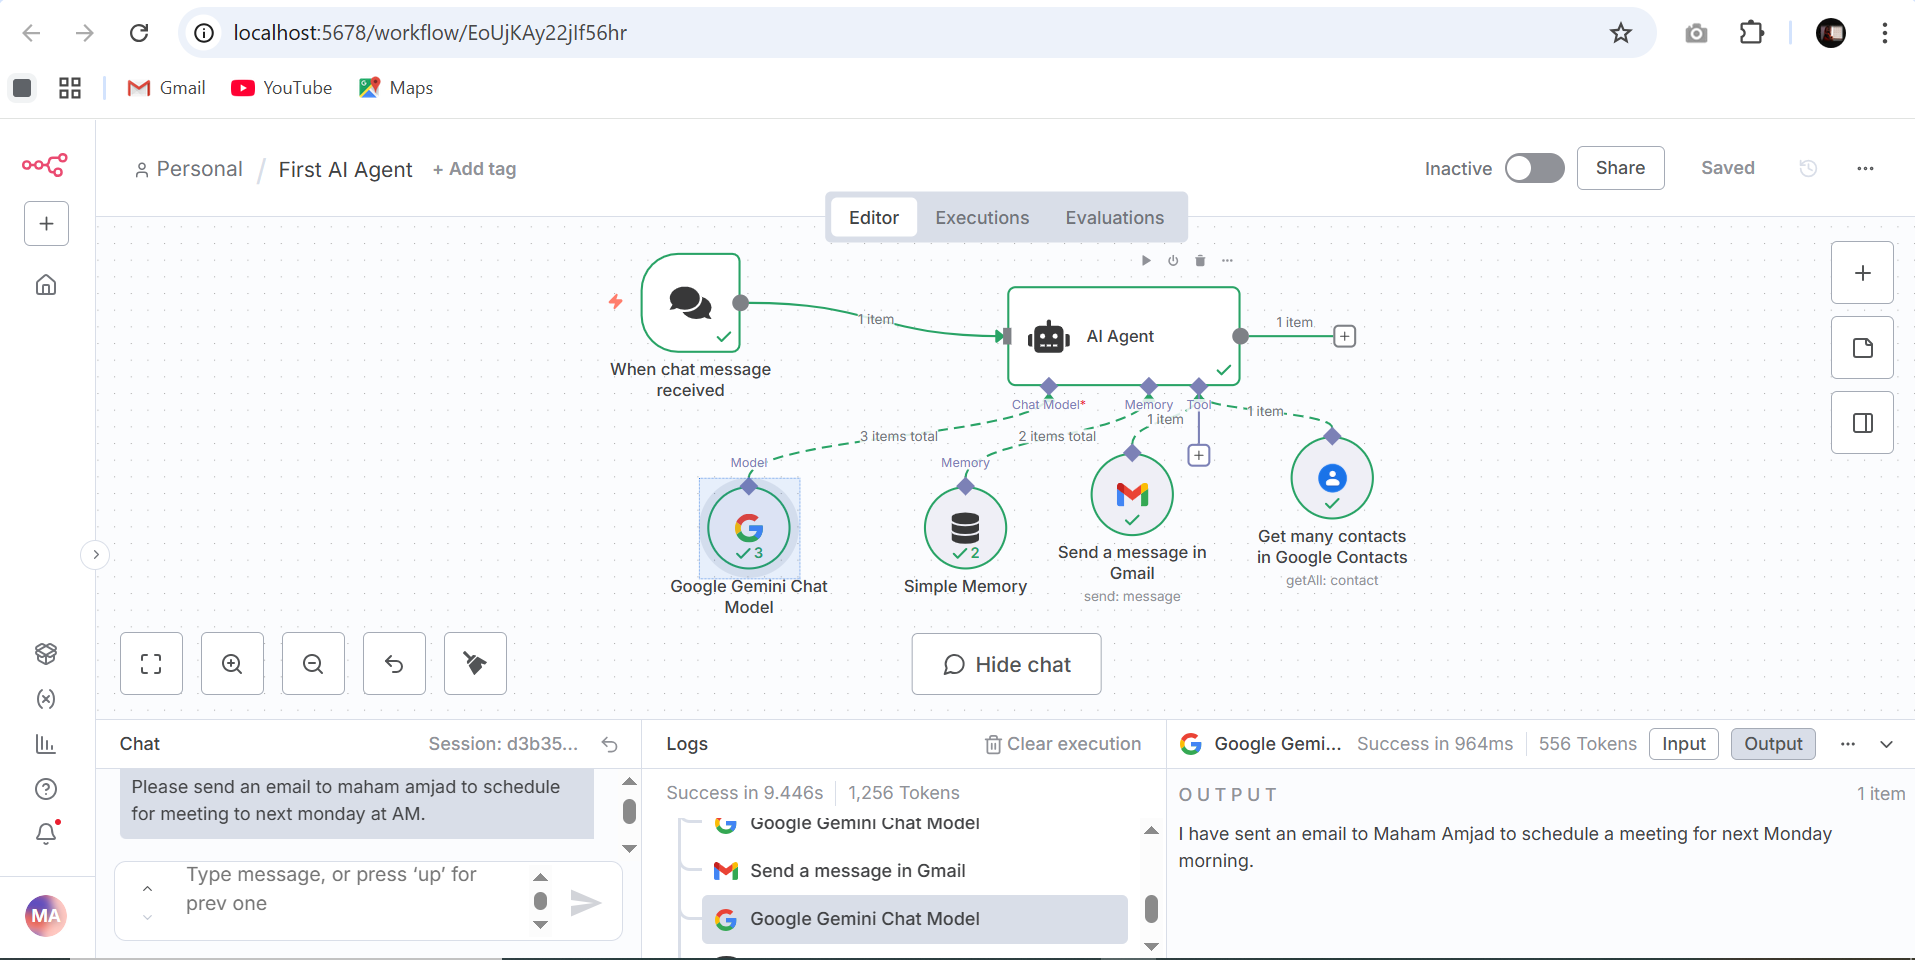 localhost:5678/workflow/EoUjKAy22jIf56hr
Gmail
YouTube
Maps
Personal / First AI Agent + Add tag
Inactive
Share
Saved
Editor
Executions
Evaluations
1 item
AI Agent
1 item
When chat message
received
Chat Model*
Memory
Tool
1 item
1 item
3 items total
2 items total
Model
Memory
3
2
Google Gemini Chat
Model
Simple Memory
Send a message in
Gmail
send: message
Get many contacts
in Google Contacts
getAll: contact
Hide chat
Chat
Session: d3b35...
Please send an email to maham amjad to schedule
for meeting to next monday at AM.
Type message, or press ‘up’ for
prev one
MA
Logs
Clear execution
Success in 9.446s
1,256 Tokens
Google Gemini Chat Model
Send a message in Gmail
Google Gemini Chat Model
Google Gemi...
Success in 964ms
556 Tokens
Input
Output
OUTPUT
1 item
I have sent an email to Maham Amjad to schedule a meeting for next Monday
morning.